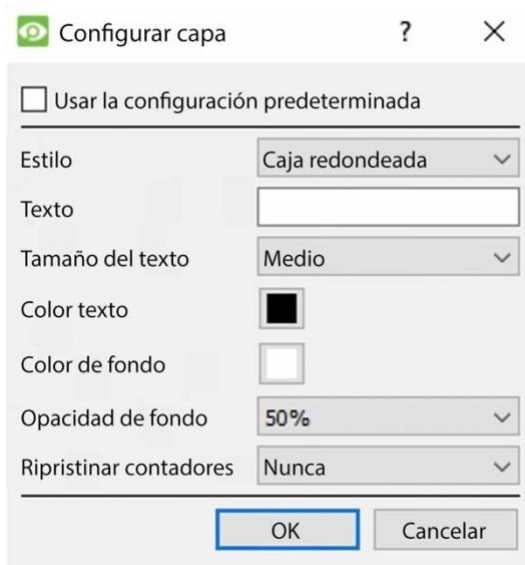 Configurar capa ?
Usar la configuración predeterminada
Estilo Caja redondeada
Texto
Tamaño del texto Medio
Color texto
Color de fondo
Opacidad de fondo 50%
Ripristinar contadores Nunca
OK Cancelar